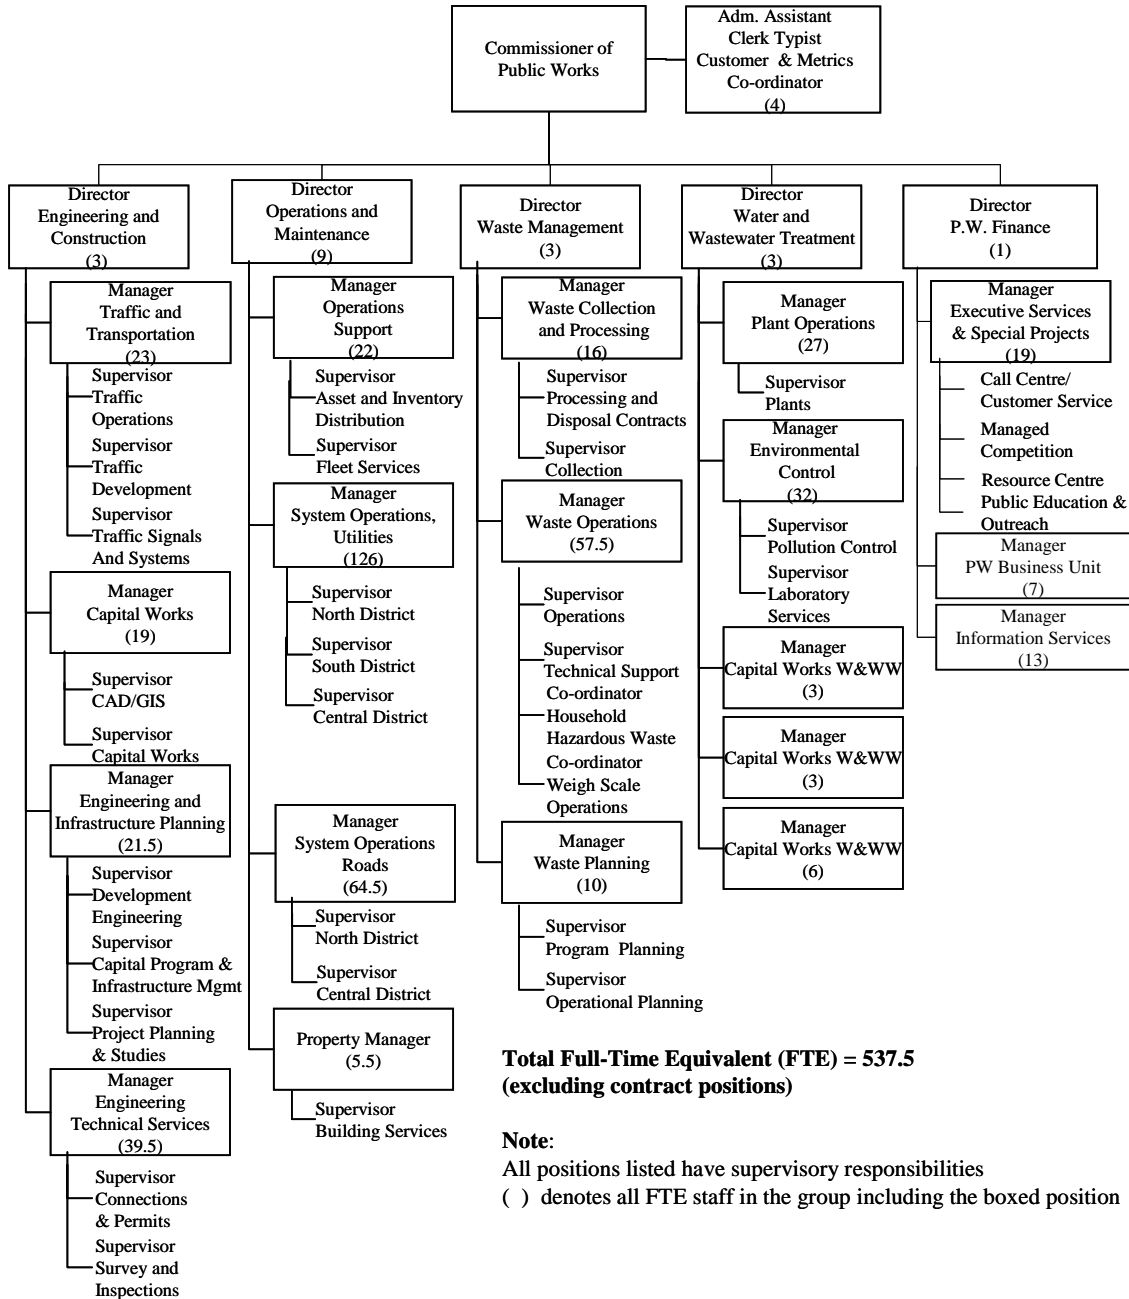 Commissioner of
Public Works
Adm. Assistant
Clerk Typist
Customer & Metrics
Co-ordinator
(4)
Director
Engineering and
Construction
(3)
Manager
Traffic and
Transportation
(23)
Supervisor
Traffic
Operations
Supervisor
Traffic
Development
Supervisor
Traffic Signals
And Systems
Manager
Capital Works
(19)
Supervisor
CAD/GIS
Supervisor
Capital Works
Manager
Engineering and
Infrastructure Planning
(21.5)
Supervisor
Development
Engineering
Supervisor
Capital Program &
Infrastructure Mgmt
Supervisor
Project Planning
& Studies
Manager
Engineering
Technical Services
(39.5)
Supervisor
Connections
& Permits
Supervisor
Survey and
Inspections
Director
Operations and
Maintenance
(9)
Manager
Operations
Support
(22)
Supervisor
Asset and Inventory
Distribution
Supervisor
Fleet Services
Manager
System Operations,
Utilities
(126)
Supervisor
North District
Supervisor
South District
Supervisor
Central District
Manager
System Operations
Roads
(64.5)
Supervisor
North District
Supervisor
Central District
Property Manager
(5.5)
Supervisor
Building Services
Director
Waste Management
(3)
Manager
Waste Collection
and Processing
(16)
Supervisor
Processing and
Disposal Contracts
Supervisor
Collection
Manager
Waste Operations
(57.5)
Supervisor
Operations
Supervisor
Technical Support
Co-ordinator
Household
Hazardous Waste
Co-ordinator
Weigh Scale
Operations
Manager
Waste Planning
(10)
Supervisor
Program Planning
Supervisor
Operational Planning
Director
Water and
Wastewater Treatment
(3)
Manager
Plant Operations
(27)
Supervisor
Plants
Manager
Environmental
Control
(32)
Supervisor
Pollution Control
Supervisor
Laboratory
Services
Manager
Capital Works W&WW
(3)
Manager
Capital Works W&WW
(3)
Manager
Capital Works W&WW
(6)
Director
P.W. Finance
(1)
Manager
Executive Services
& Special Projects
(19)
Call Centre/
Customer Service
Managed
Competition
Resource Centre
Public Education &
Outreach
Manager
PW Business Unit
(7)
Manager
Information Services
(13)
Total Full-Time Equivalent (FTE) = 537.5
(excluding contract positions)
Note:
All positions listed have supervisory responsibilities
( ) denotes all FTE staff in the group including the boxed position